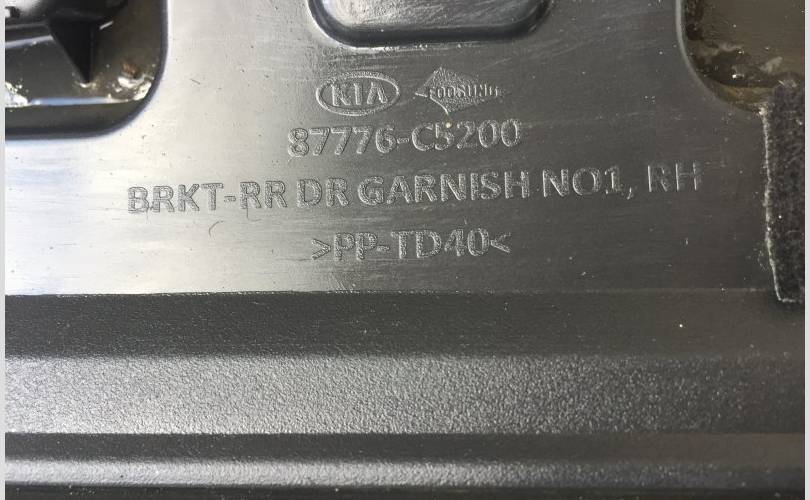 KIA
87776-C5200
BRKT-RR DR GARNISH NO1, RH
>PP-TD40<